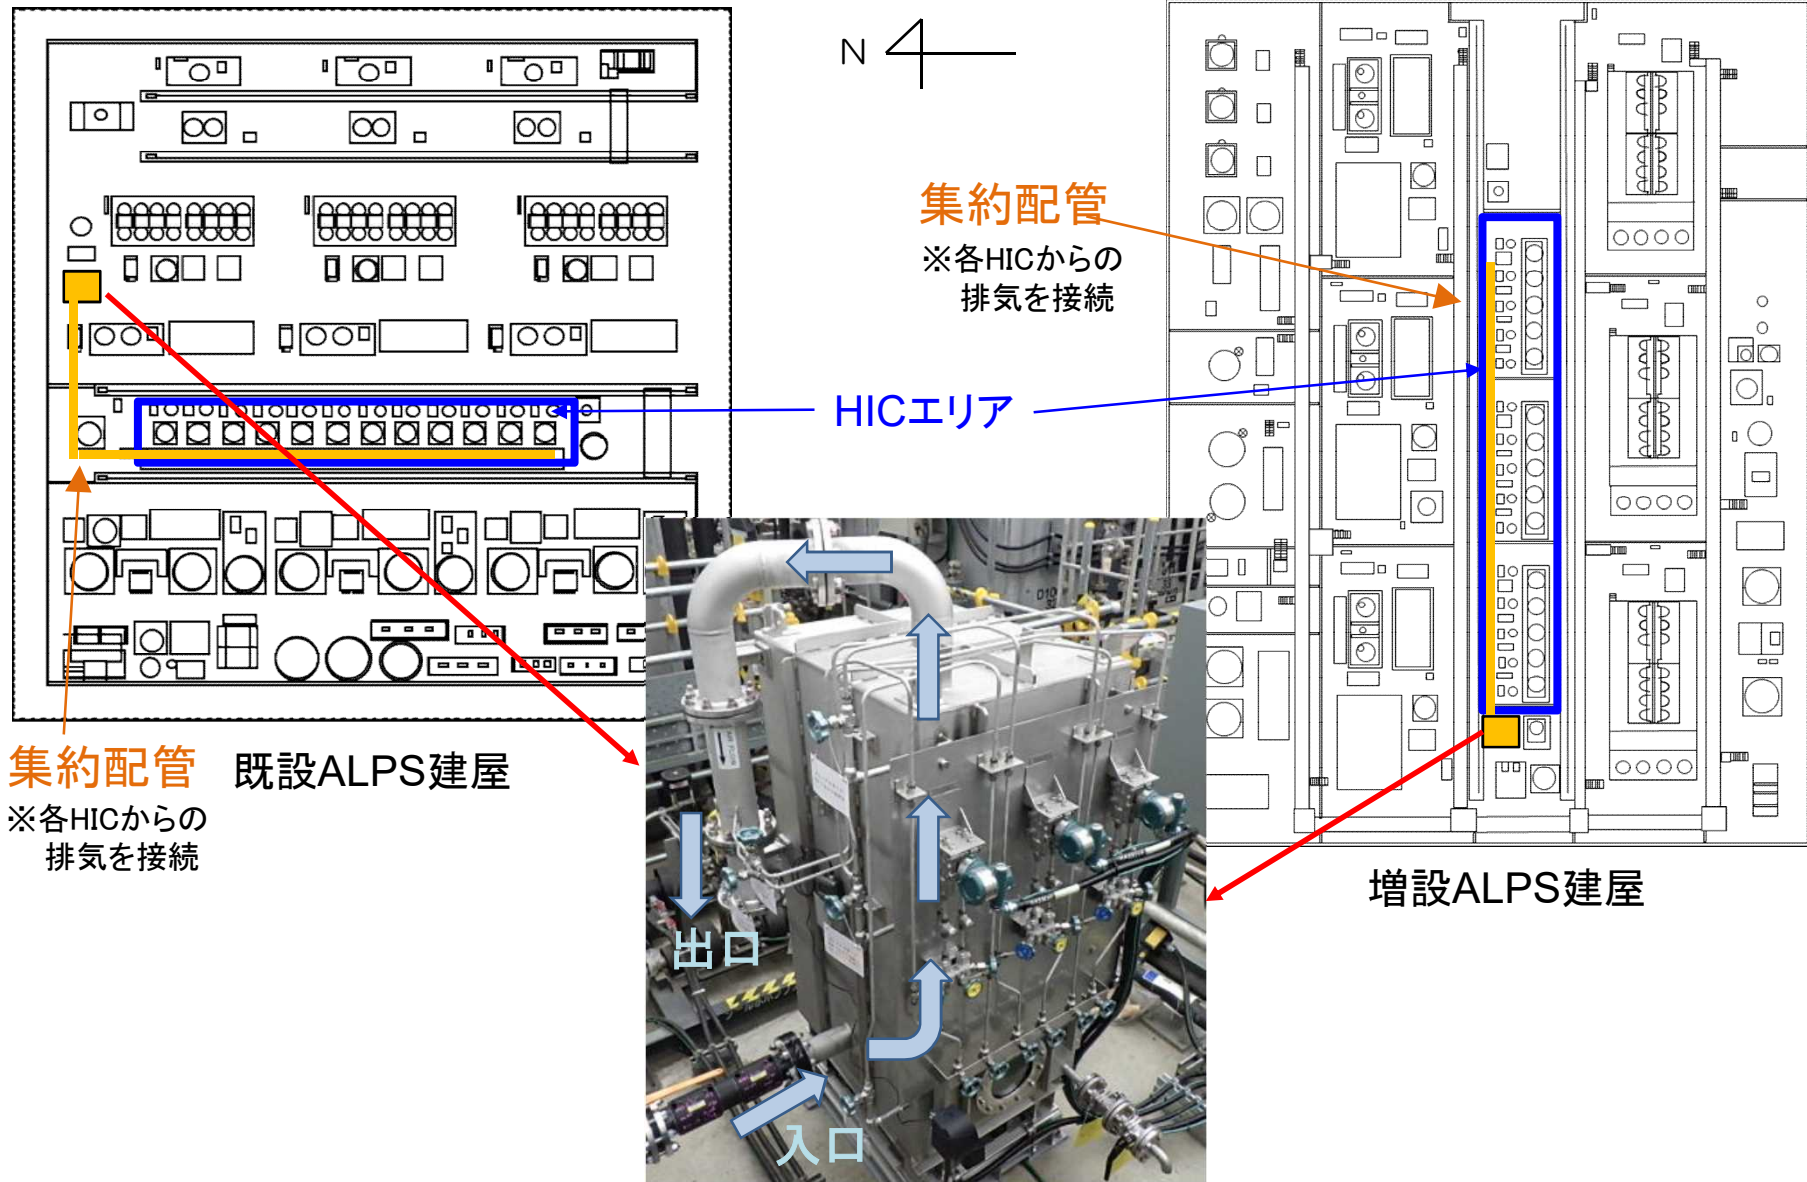 N
集約配管
※各HICからの
排気を接続
HICエリア
集約配管
※各HICからの
排気を接続
既設ALPS建屋
増設ALPS建屋
出口
入口